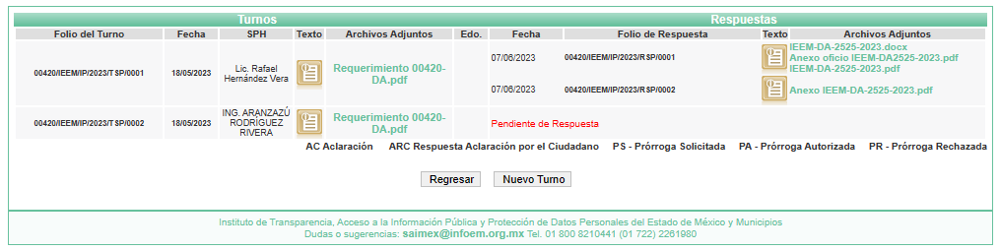 Turnos
Respuestas
Folio del Turno Fecha SPH Texto Archivos Adjuntos Edo. Fecha Folio de Respuesta Texto Archivos Adjuntos
00420/IEEM/IP/2023/TSP/0001 18/05/2023 Lic. Rafael Hernández Vera Requerimiento 00420-DA.pdf
07/06/2023 00420/IEEM/IP/2023/RSP/0001
IEEM-DA-2525-2023.docx
Anexo oficio IEEM-DA-2525-2023.pdf
IEEM-DA-2525-2023.pdf
07/06/2023 00420/IEEM/IP/2023/RSP/0002 Anexo IEEM-DA-2525-2023.pdf
00420/IEEM/IP/2023/TSP/0002 18/05/2023 ING. ARANZAZÚ RODRÍGUEZ RIVERA Requerimiento 00420-DA.pdf Pendiente de Respuesta
AC Aclaración ARC Respuesta Aclaración por el Ciudadano PS - Prórroga Solicitada PA - Prórroga Autorizada PR - Prórroga Rechazada
Regresar Nuevo Turno
Instituto de Transparencia, Acceso a la Información Pública y Protección de Datos Personales del Estado de México y Municipios
Dudas o sugerencias: saimex@infoem.org.mx Tel. 01 800 8210441 (01 722) 2261980